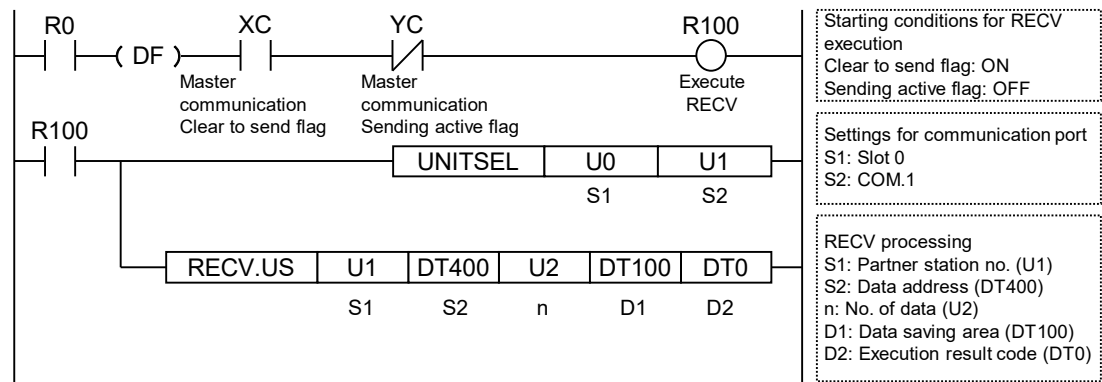 R0
XC
YC
R100
( DF )
Master
communication
Clear to send flag
Master
communication
Sending active flag
Execute
RECV
Starting conditions for RECV
execution
Clear to send flag: ON
Sending active flag: OFF
R100
UNITSEL U0 U1
S1 S2
Settings for communication port
S1: Slot 0
S2: COM.1
RECV.US U1 DT400 U2 DT100 DT0
S1 S2 n D1 D2
RECV processing
S1: Partner station no. (U1)
S2: Data address (DT400)
n: No. of data (U2)
D1: Data saving area (DT100)
D2: Execution result code (DT0)